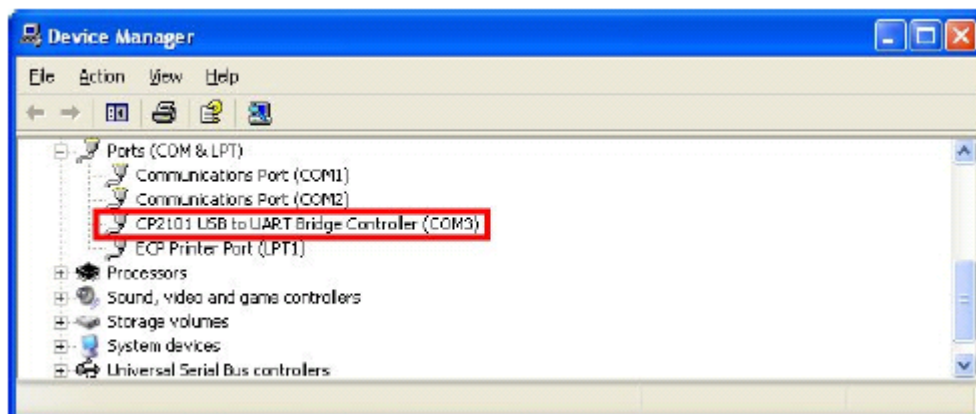 Device Manager
File Action View Help
Ports (COM & LPT)
Communications Port (COM1)
Communications Port (COM2)
CP2101 USB to UART Bridge Controller (COM3)
ECP Printer Port (LPT1)
Processors
Sound, video and game controllers
Storage volumes
System devices
Universal Serial Bus controllers